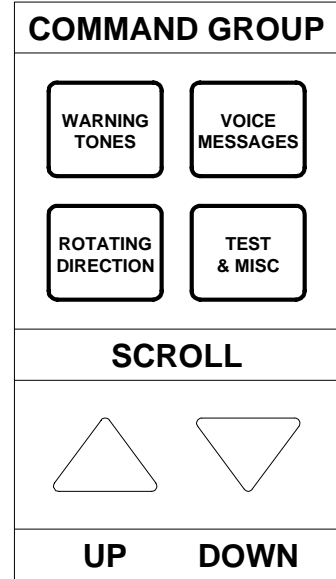 COMMAND GROUP
WARNING
TONES
VOICE
MESSAGES
ROTATING
DIRECTION
TEST
& MISC
SCROLL
UP
DOWN